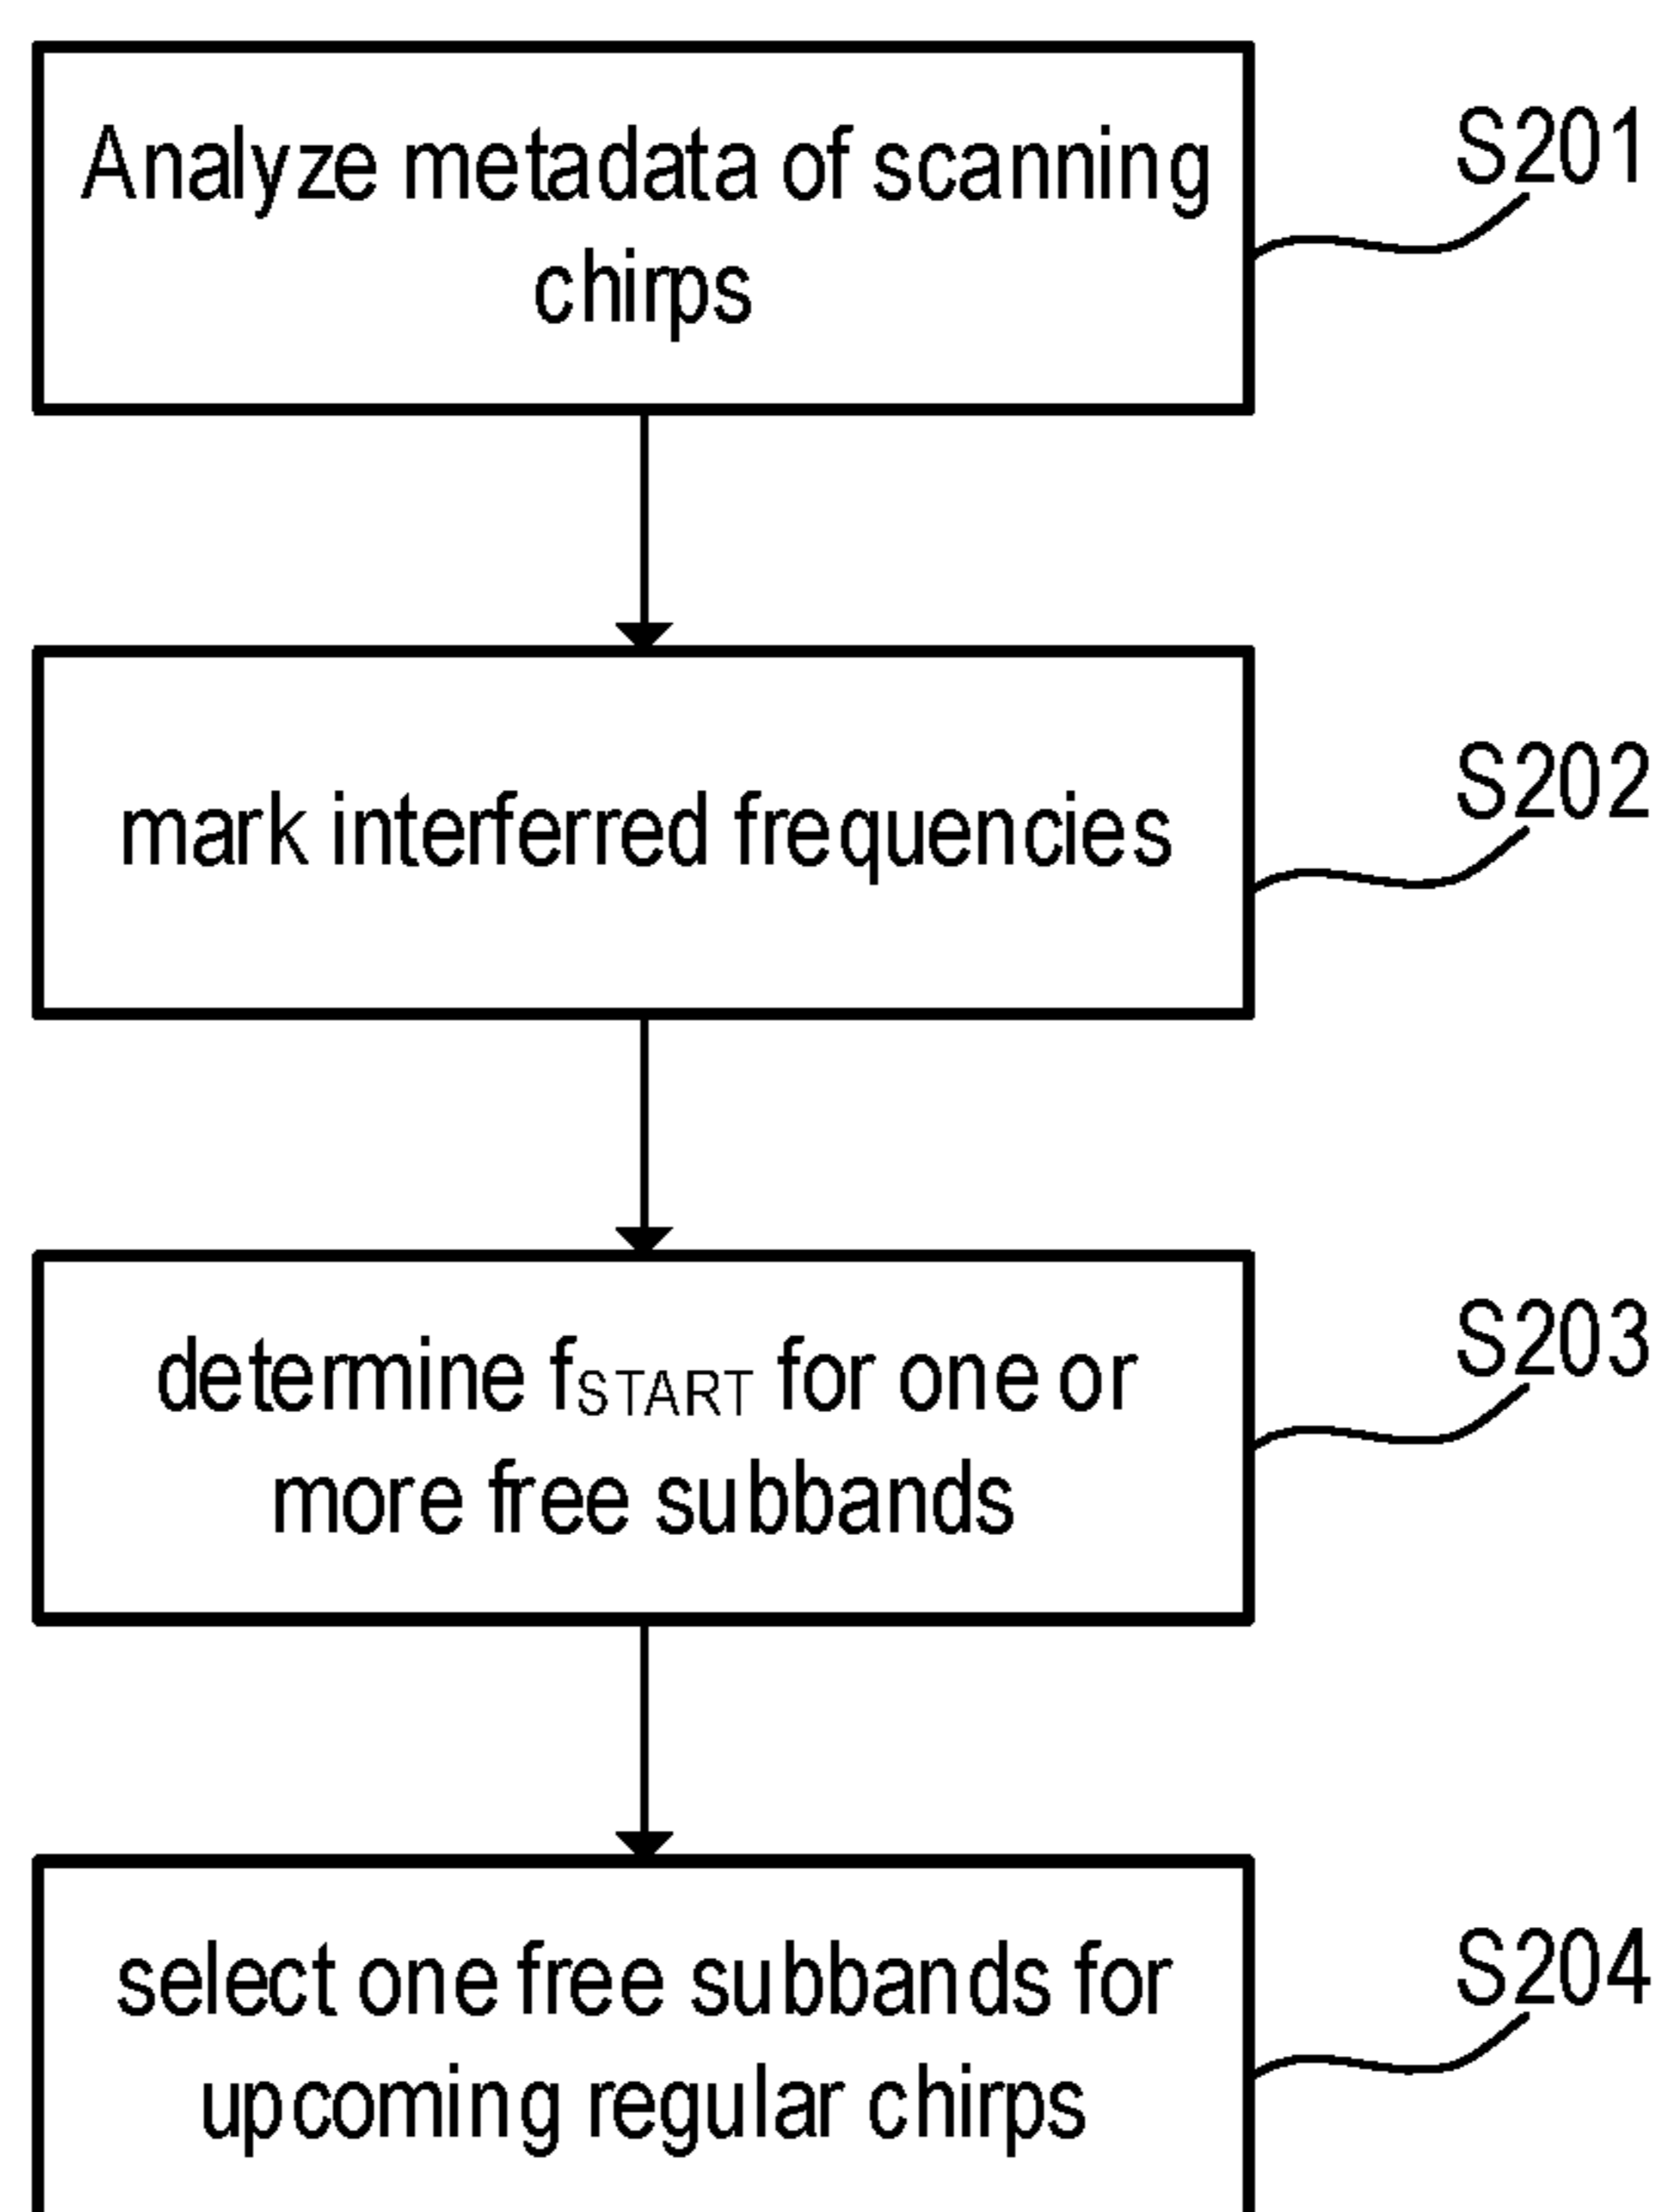 Analyze metadata of scanning
chirps
S201
mark interferred frequencies
S202
determine fSTART for one or
more free subbands
S203
select one free subbands for
upcoming regular chirps
S204